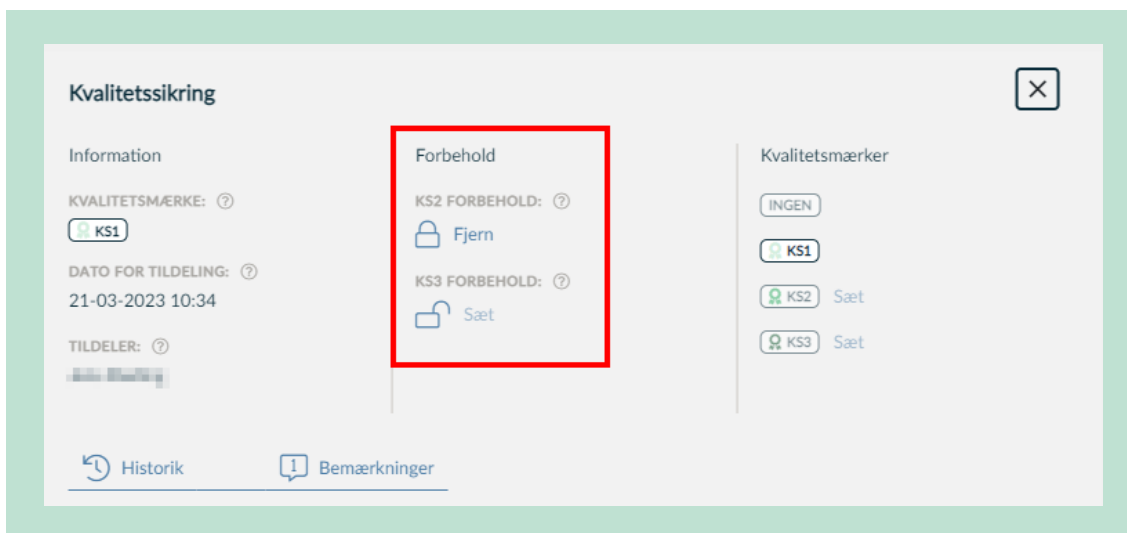 Kvalitetssikring
Information
KVALITETSMÆRKE:
KS1
DATO FOR TILDELING:
21-03-2023 10:34
TILDELER:
Forbehold
KS2 FORBEHOLD:
Fjern
KS3 FORBEHOLD:
Sæt
Kvalitetsmærker
INGEN
KS1
KS2 Sæt
KS3 Sæt
Historik
1 Bemærkninger